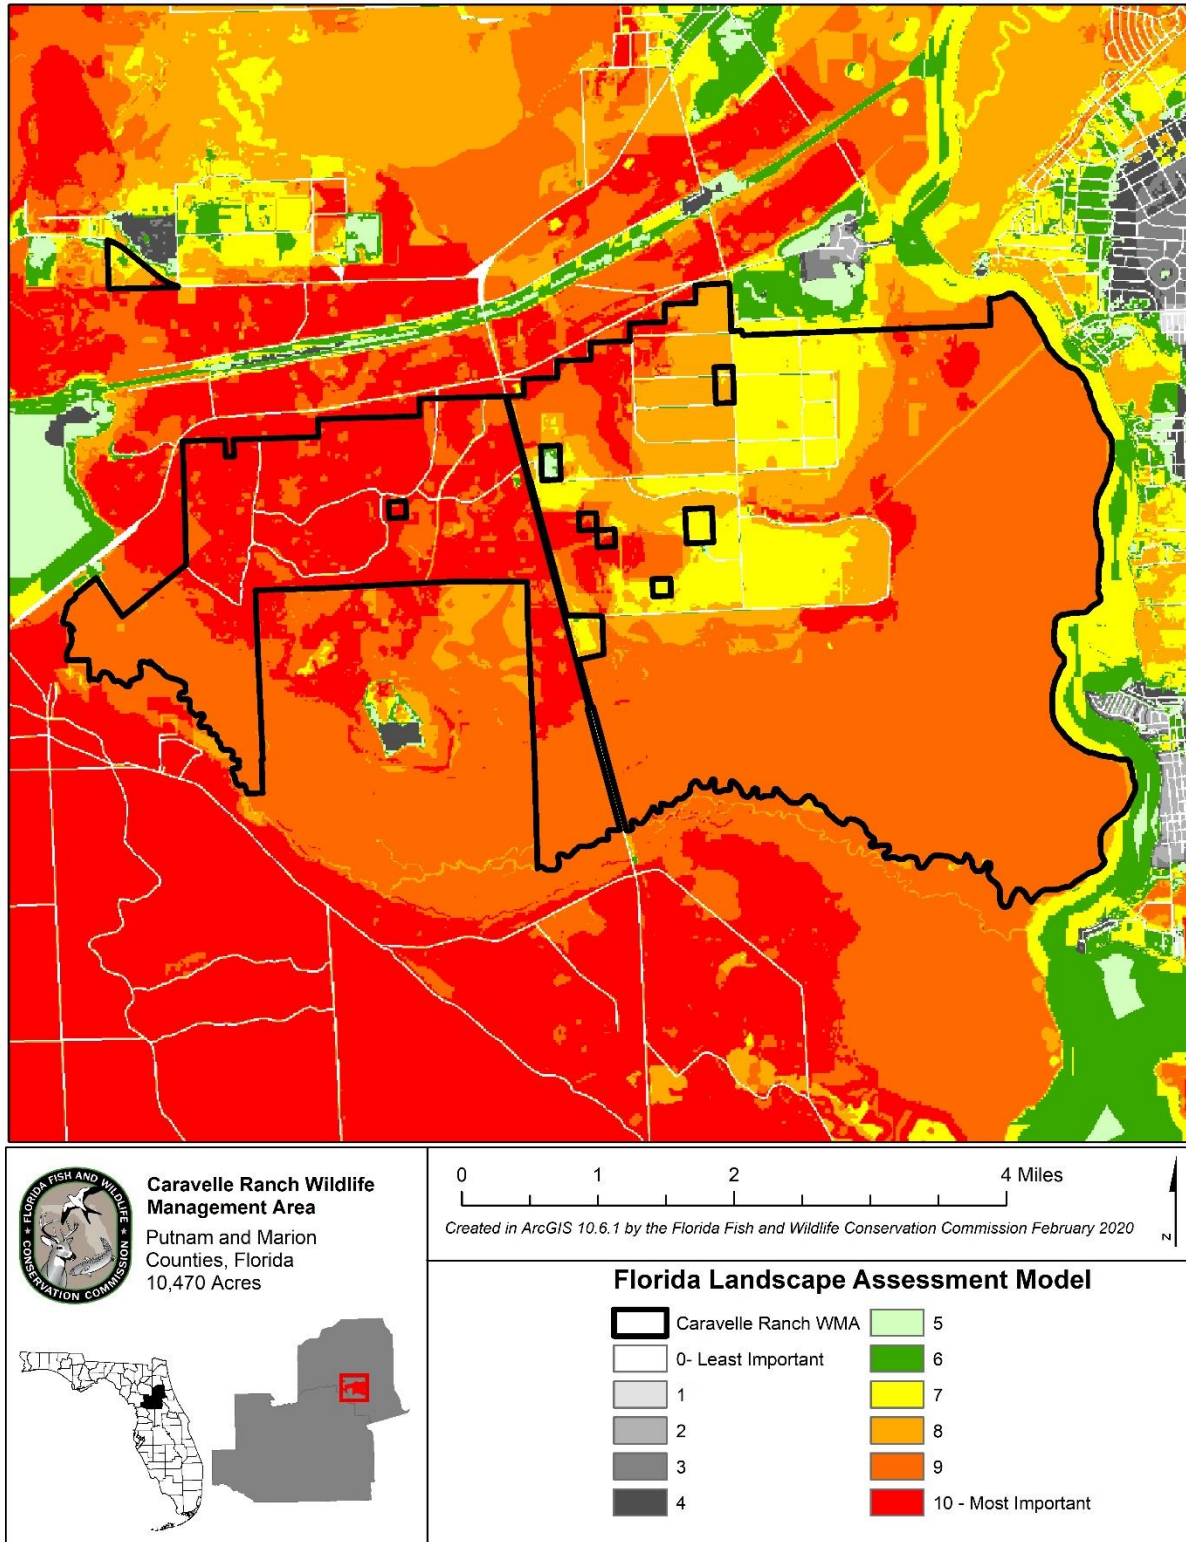 FLORIDA FISH AND WILDLIFE
CONSERVATION COMMISSION
Caravelle Ranch Wildlife
Management Area
Putnam and Marion
Counties, Florida
10,470 Acres
0 1 2 4 Miles
Created in ArcGIS 10.6.1 by the Florida Fish and Wildlife Conservation Commission February 2020
N
Florida Landscape Assessment Model
Caravelle Ranch WMA
0- Least Important
1
2
3
4
5
6
7
8
9
10 - Most Important